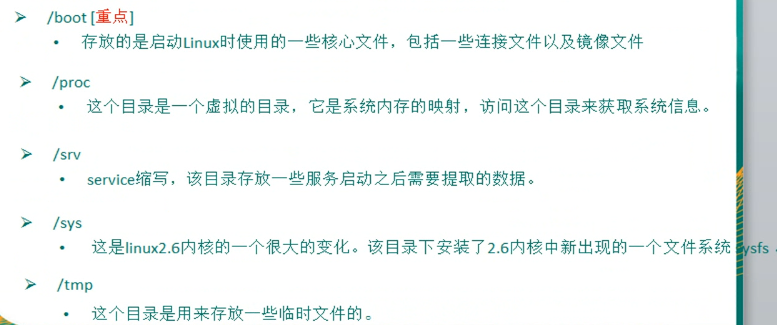 ➢ /boot [重点]
• 存放的是启动Linux时使用的一些核心文件，包括一些连接文件以及镜像文件
➢ /proc
• 这个目录是一个虚拟的目录，它是系统内存的映射，访问这个目录来获取系统信息。
➢ /srv
• service缩写，该目录存放一些服务启动之后需要提取的数据。
➢ /sys
• 这是linux2.6内核的一个很大的变化。该目录下安装了2.6内核中新出现的一个文件系统 sysfs，
➢ /tmp
• 这个目录是用来存放一些临时文件的。